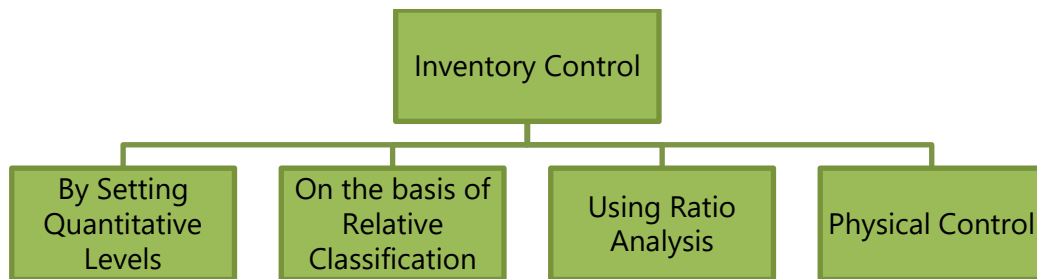 Inventory Control
By Setting
Quantitative
Levels
On the basis of
Relative
Classification
Using Ratio
Analysis
Physical Control